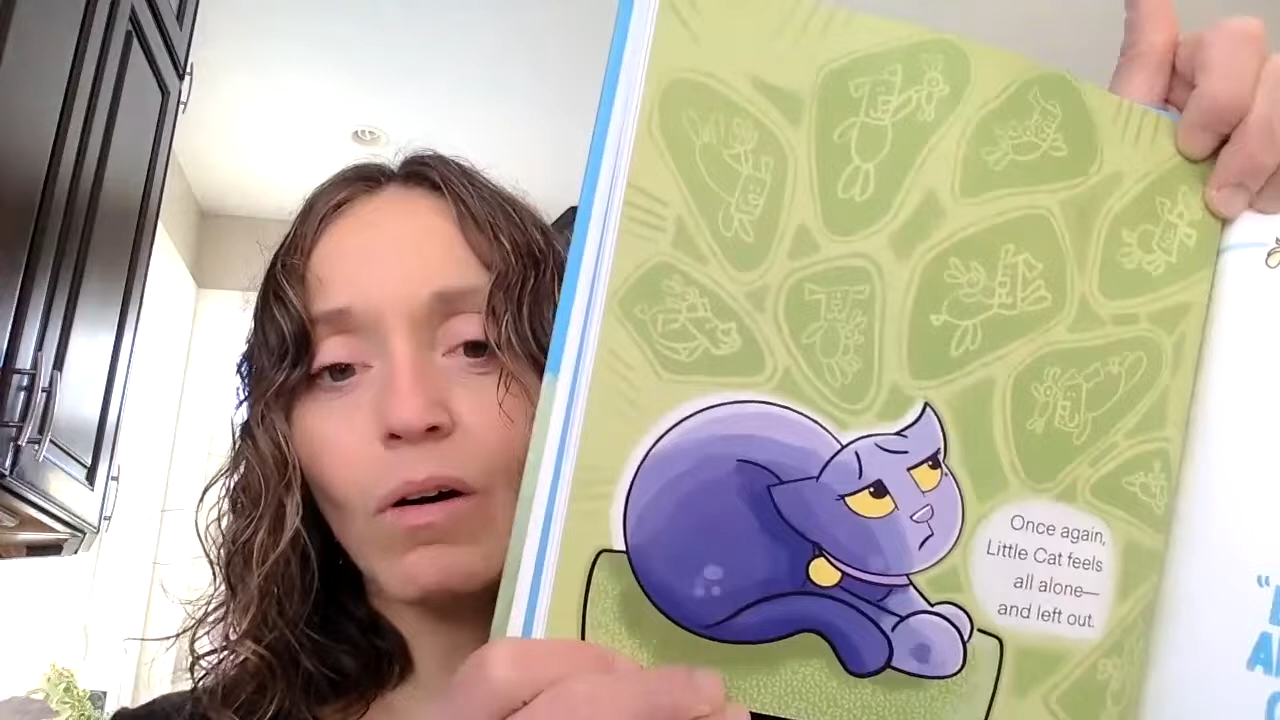 Once again,
Little Cat feels
all alone—
and left out.